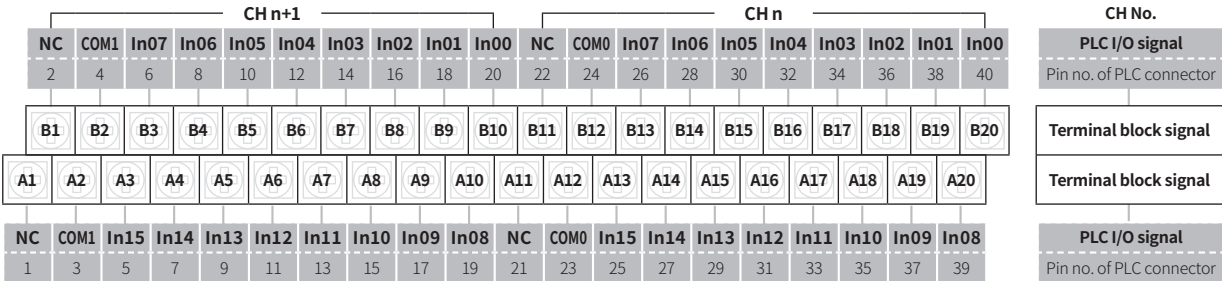 CH n+1 CH n CH No.
NC COM1 In07 In06 In05 In04 In03 In02 In01 In00 NC COM0 In07 In06 In05 In04 In03 In02 In01 In00 PLC I/O signal
2 4 6 8 10 12 14 16 18 20 22 24 26 28 30 32 34 36 38 40 Pin no. of PLC connector
B1 B2 B3 B4 B5 B6 B7 B8 B9 B10 B11 B12 B13 B14 B15 B16 B17 B18 B19 B20 Terminal block signal
A1 A2 A3 A4 A5 A6 A7 A8 A9 A10 A11 A12 A13 A14 A15 A16 A17 A18 A19 A20 Terminal block signal
NC COM1 In15 In14 In13 In12 In11 In10 In09 In08 NC COM0 In15 In14 In13 In12 In11 In10 In09 In08 PLC I/O signal
1 3 5 7 9 11 13 15 17 19 21 23 25 27 29 31 33 35 37 39 Pin no. of PLC connector